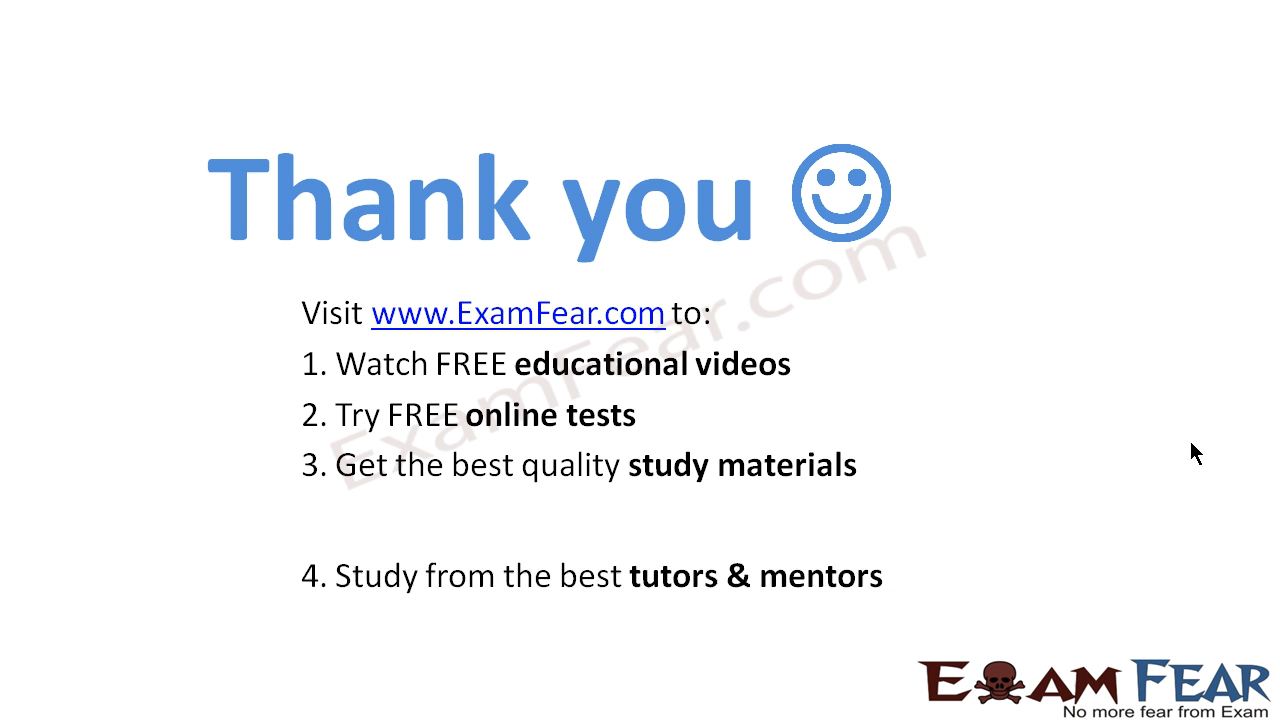 Thank you ☺
Visit www.ExamFear.com to:
1. Watch FREE educational videos
2. Try FREE online tests
3. Get the best quality study materials
4. Study from the best tutors & mentors
ExamFear.com
EXAM FEAR
No more fear from Exam